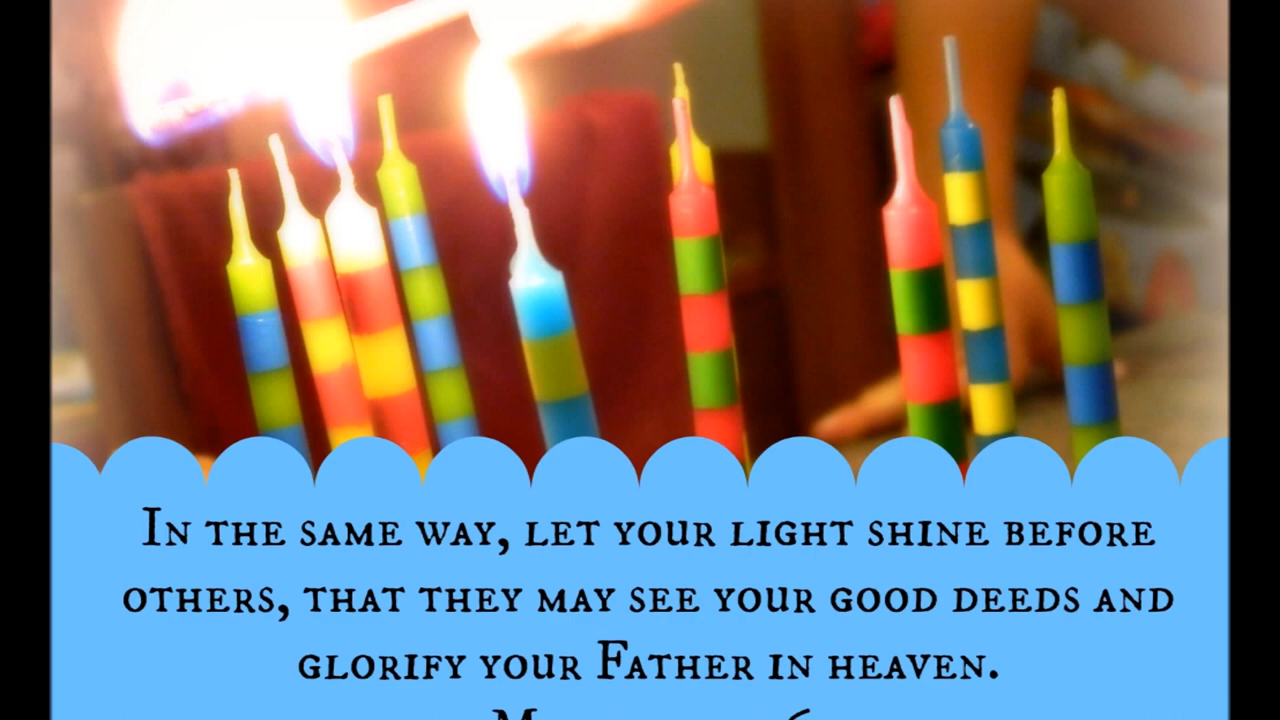 In the same way, let your light shine before
others, that they may see your good deeds and
glorify your Father in heaven.